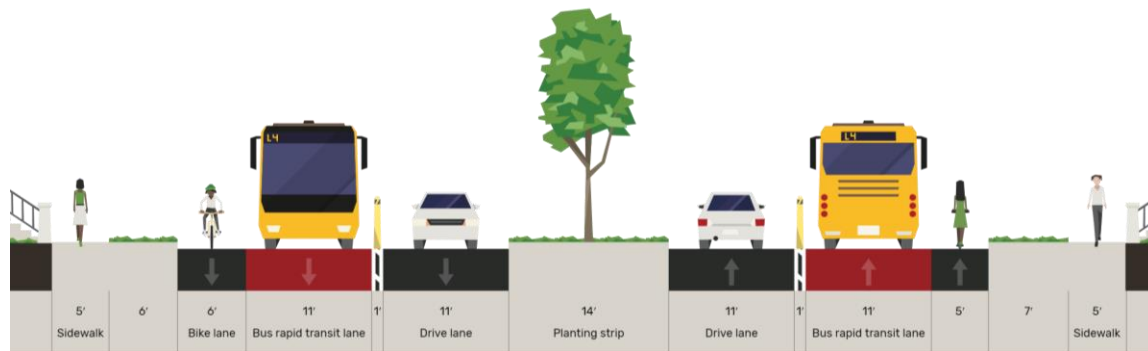 L4
L4
5′ 6′ 6′ 11′ 1′ 11′ 14′ 11′ 1′ 11′ 5′ 7′ 5′
Sidewalk Bike lane Bus rapid transit lane Drive lane Planting strip Drive lane Bus rapid transit lane Sidewalk